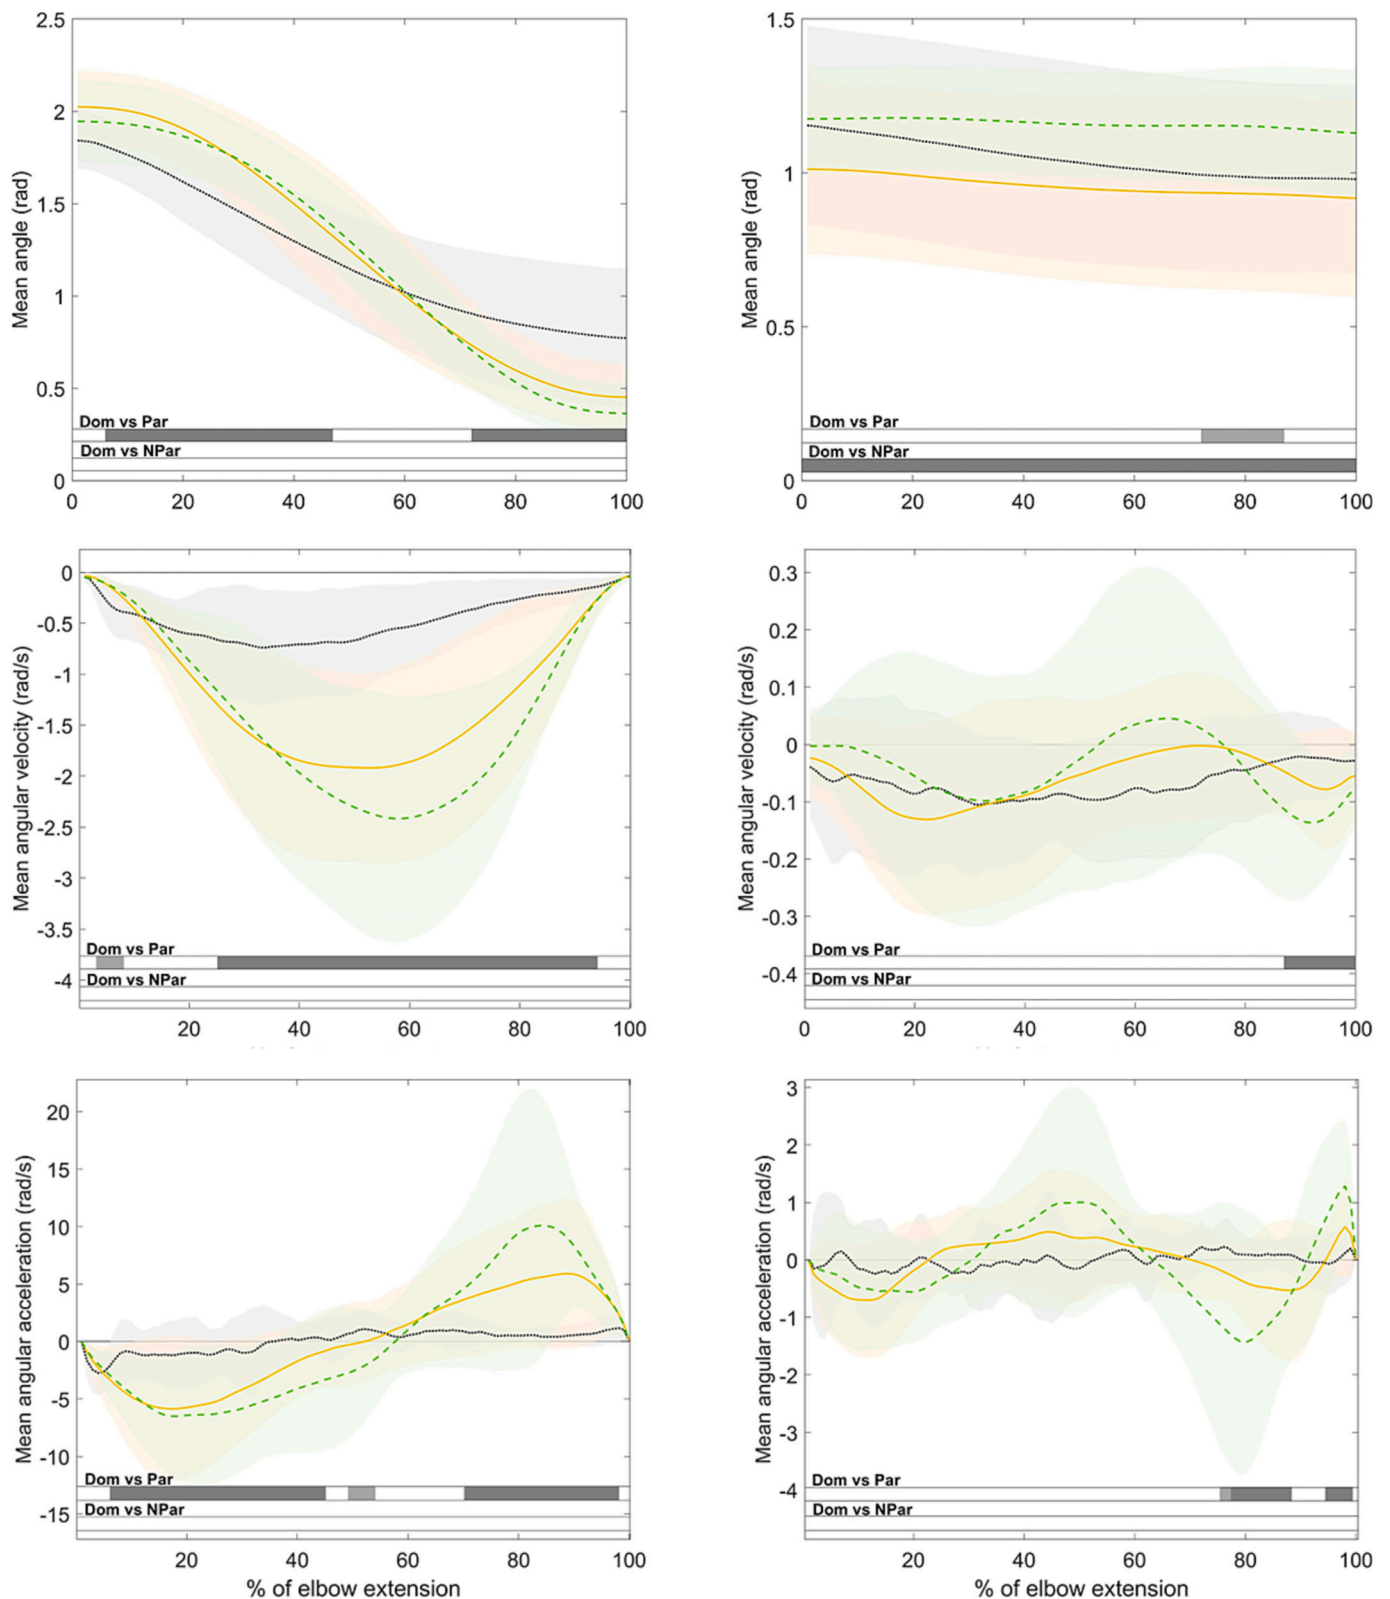 2.5
2
1.5
1
0.5
0
Mean angle (rad)
Dom vs Par
Dom vs NPar
0 20 40 60 80 100
1.5
1
0.5
0
Mean angle (rad)
Dom vs Par
Dom vs NPar
0 20 40 60 80 100
0
-0.5
-1
-1.5
-2
-2.5
-3
-3.5
-4
Mean angular velocity (rad/s)
Dom vs Par
Dom vs NPar
20 40 60 80 100
0.3
0.2
0.1
0
-0.1
-0.2
-0.3
-0.4
Mean angular velocity (rad/s)
Dom vs Par
Dom vs NPar
0 20 40 60 80 100
20
15
10
5
0
-5
-10
-15
Mean angular acceleration (rad/s)
Dom vs Par
Dom vs NPar
20 40 60 80 100
% of elbow extension
3
2
1
0
-1
-2
-3
-4
Mean angular acceleration (rad/s)
Dom vs Par
Dom vs NPar
20 40 60 80 100
% of elbow extension